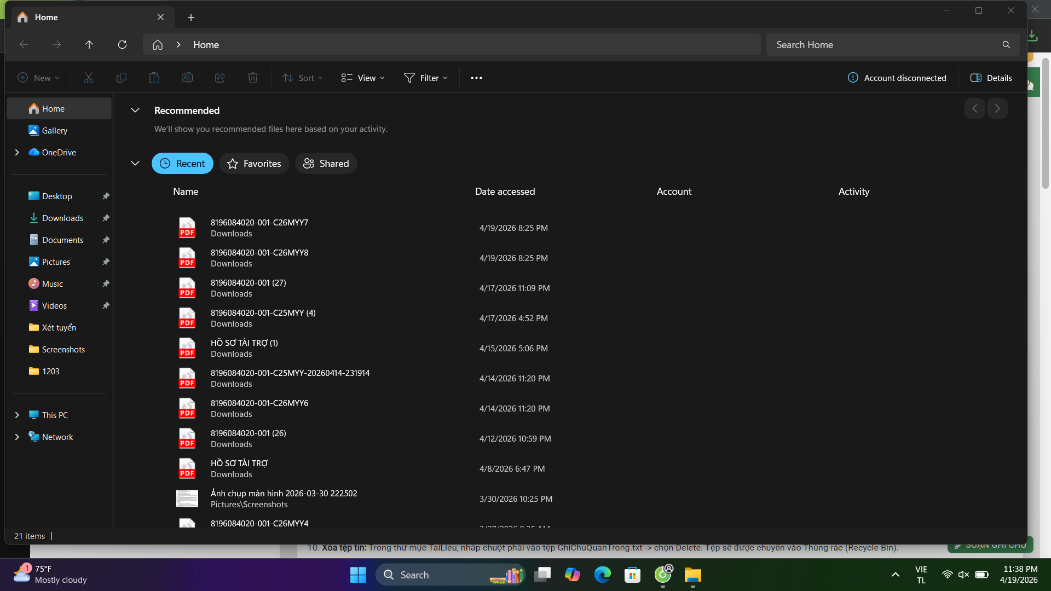 Home
Home
Search Home
New
Sort
View
Filter
Account disconnected
Details
Home
Gallery
OneDrive
Desktop
Downloads
Documents
Pictures
Music
Videos
Xét tuyển
Screenshots
1203
This PC
Network
Recommended
We'll show you recommended files here based on your activity.
Recent
Favorites
Shared
Name Date accessed Account Activity
8196084020-001-C26MYY7
Downloads
4/19/2026 8:25 PM
8196084020-001-C26MYY8
Downloads
4/19/2026 8:25 PM
8196084020-001 (27)
Downloads
4/17/2026 11:09 PM
8196084020-001-C25MYY (4)
Downloads
4/17/2026 4:52 PM
HỒ SƠ TÀI TRỢ (1)
Downloads
4/15/2026 5:06 PM
8196084020-001-C25MYY-20260414-231914
Downloads
4/14/2026 11:20 PM
8196084020-001-C26MYY6
Downloads
4/14/2026 11:20 PM
8196084020-001 (26)
Downloads
4/12/2026 10:59 PM
HỒ SƠ TÀI TRỢ
Downloads
4/8/2026 6:47 PM
Ảnh chụp màn hình 2026-03-30 222502
Pictures\Screenshots
3/30/2026 10:25 PM
8196084020-001-C26MYY4
21 items
10. Xóa tệp tin: Trong thư mục TaiLieu, nhấp chuột phải vào tệp GhiChuQuanTrong.txt -> chọn Delete. Tệp sẽ được chuyển vào Thùng rác (Recycle Bin).
SOẠN GHI CHÚ
1
75°F
Mostly cloudy
Search
VIE
TL
11:38 PM
4/19/2026